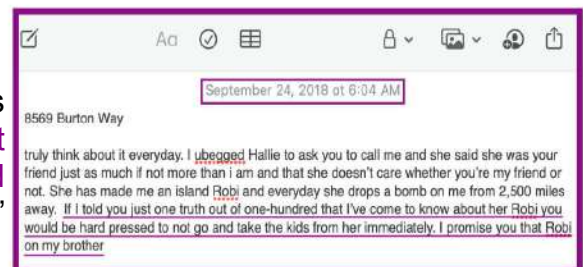 Aa
September 24, 2018 at 6:04 AM
8569 Burton Way
truly think about it everyday. I ubegged Hallie to ask you to call me and she said she was your
friend just as much if not more than i am and that she doesn't care whether you're my friend or
not. She has made me an island Robi and everyday she drops a bomb on me from 2,500 miles
away. If I told you just one truth out of one-hundred that I've come to know about her Robi you
would be hard pressed to not go and take the kids from her immediately. I promise you that Robi
on my brother